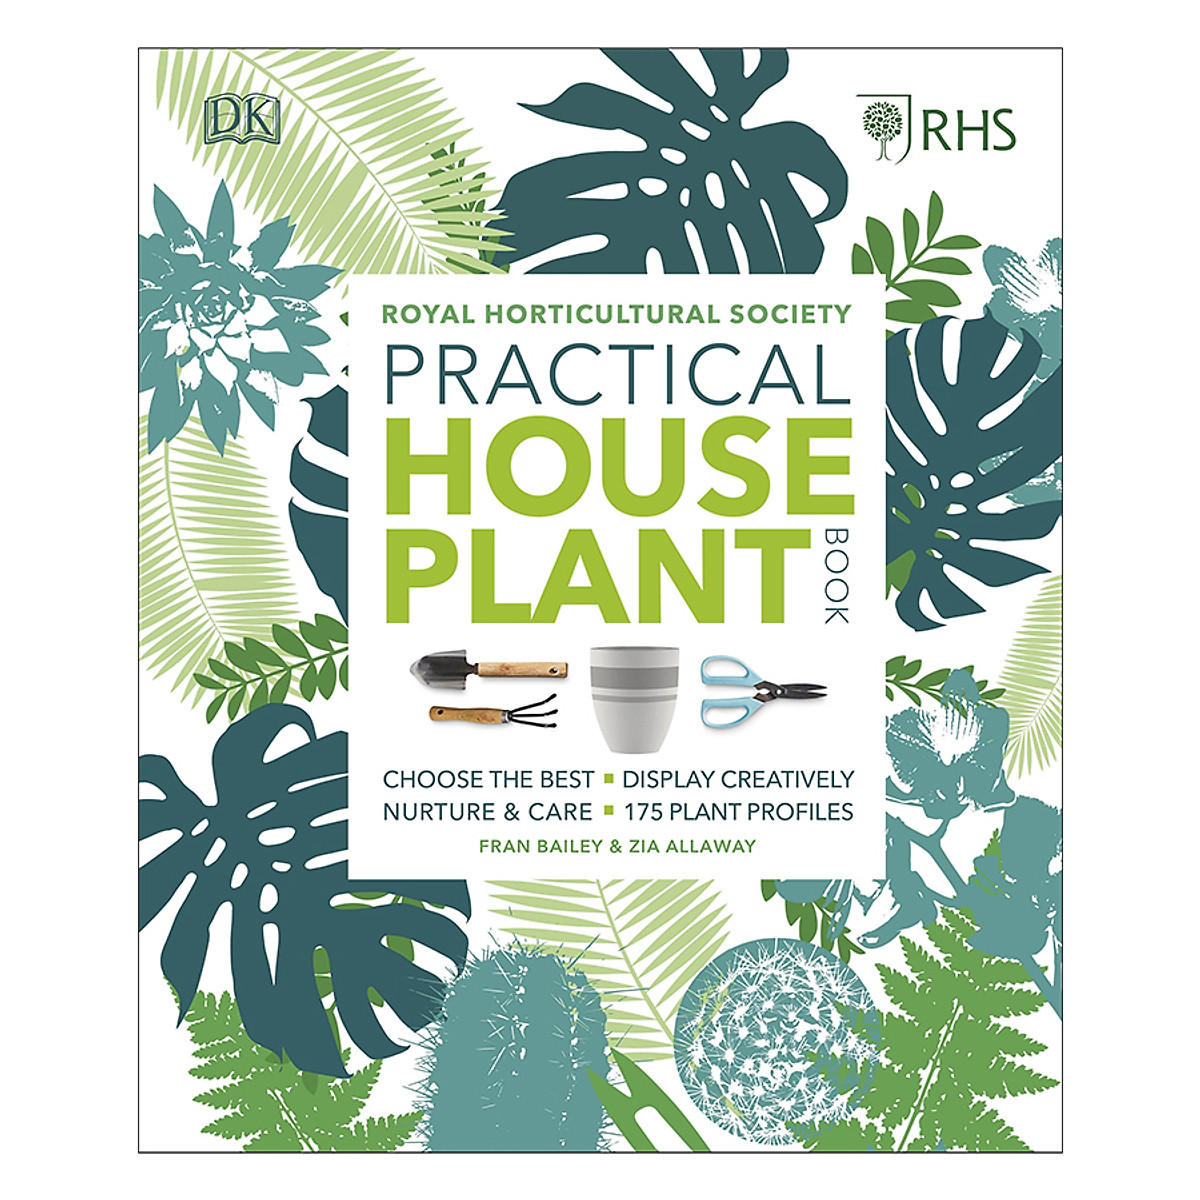 DK
RHS
ROYAL HORTICULTURAL SOCIETY
PRACTICAL
HOUSE
PLANT
BOOK
CHOOSE THE BEST ▪ DISPLAY CREATIVELY
NURTURE & CARE ▪ 175 PLANT PROFILES
FRAN BAILEY & ZIA ALLAWAY